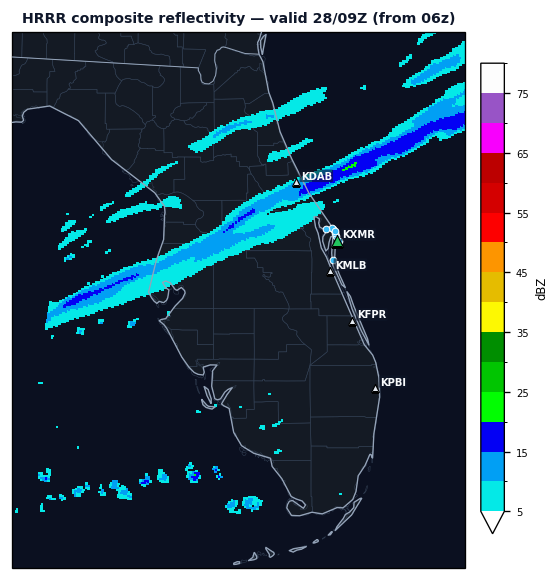 HRRR composite reflectivity — valid 28/09Z (from 06z)
75
65
55
45
35
25
15
5
dBZ
KDAB
KXMR
KMLB
KFPR
KPBI